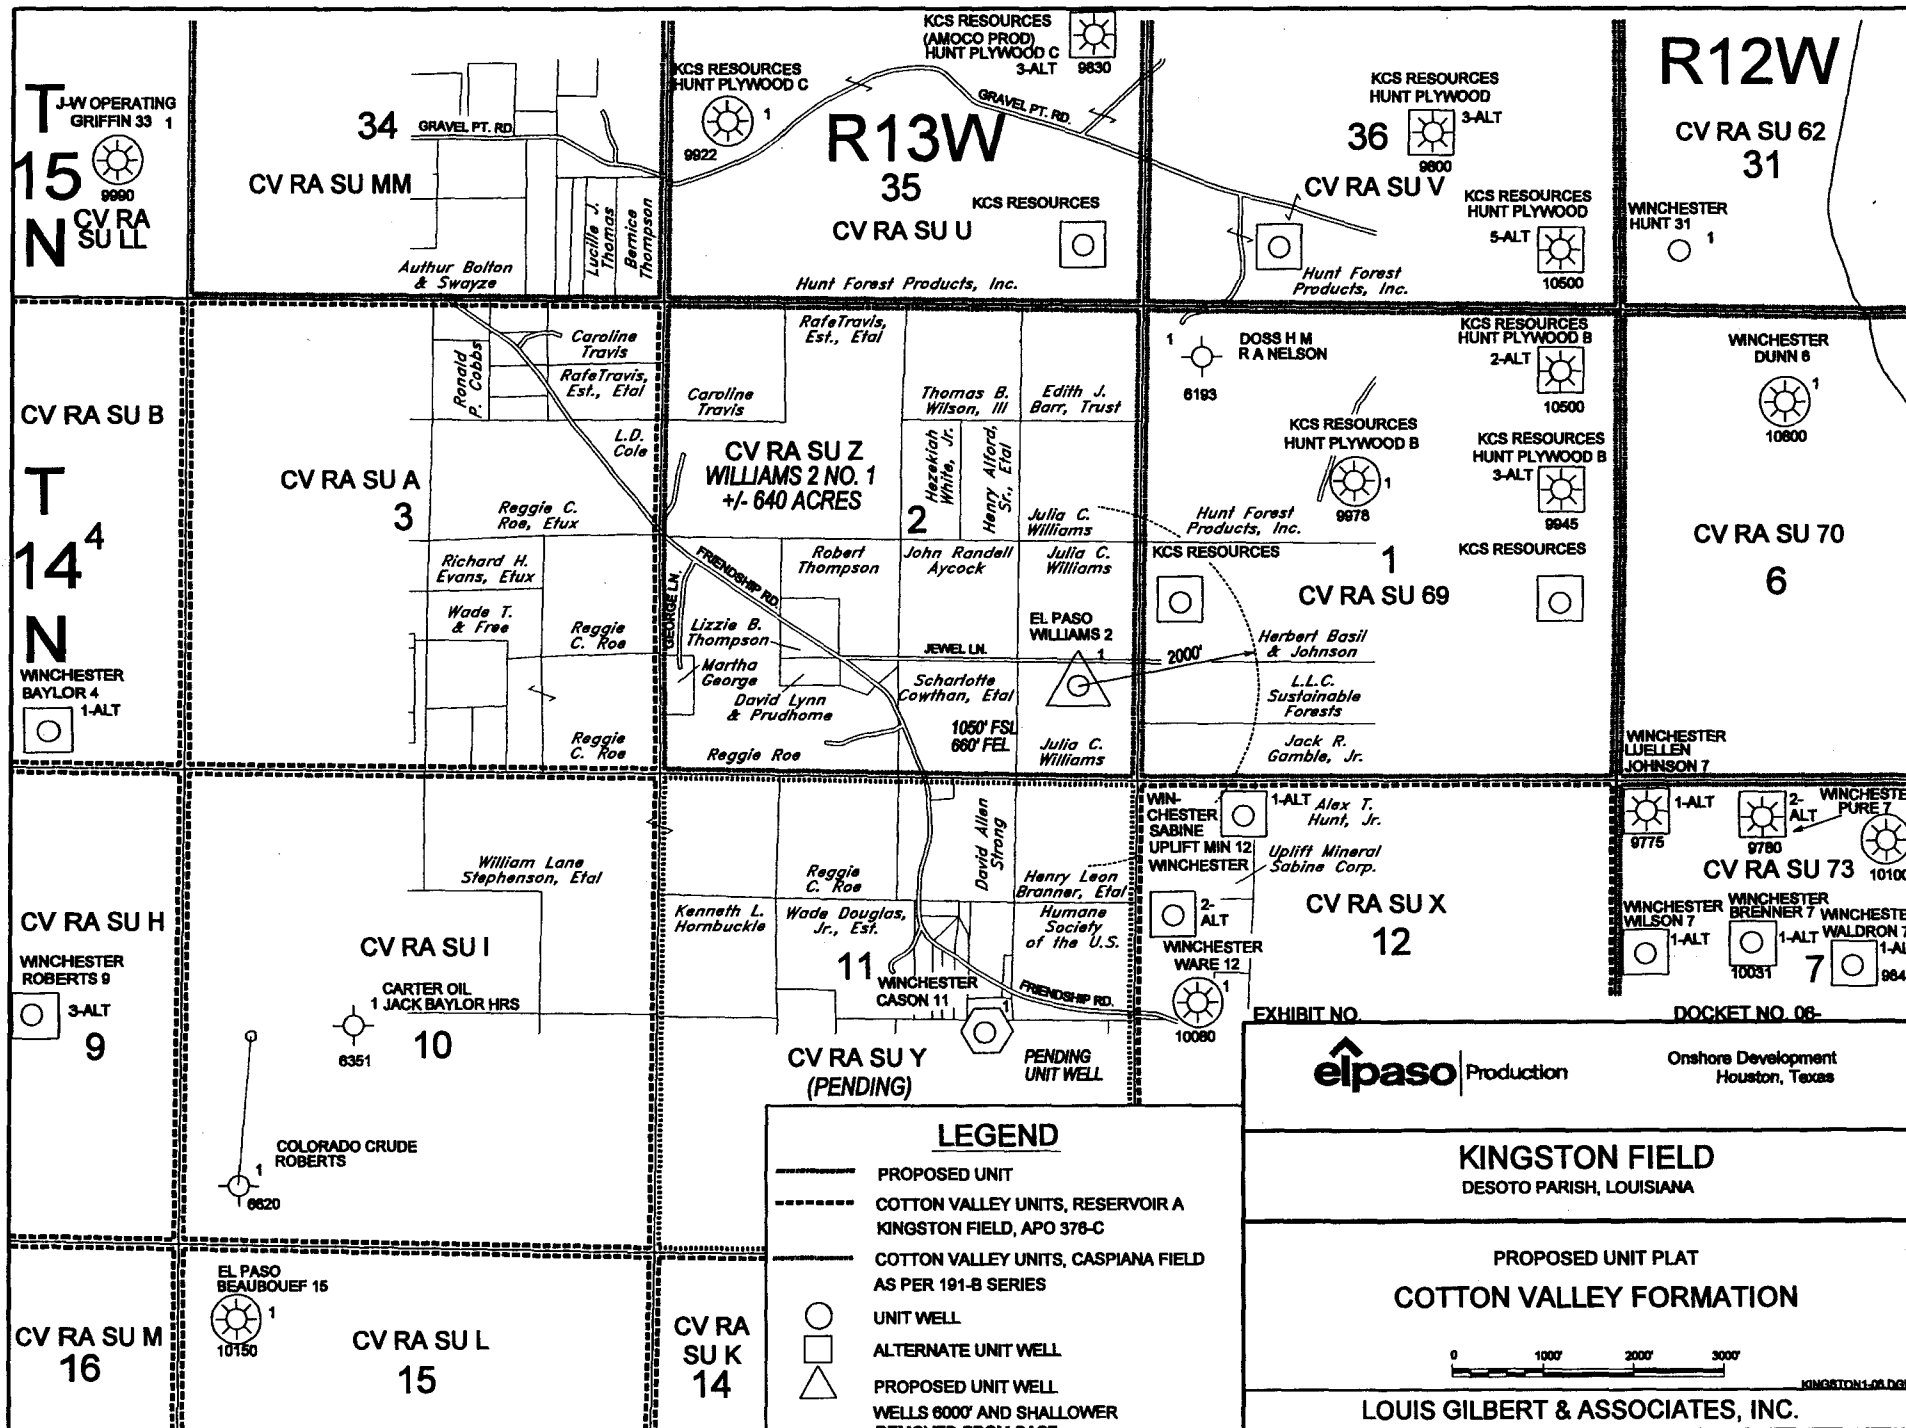 T
15
N
J-W OPERATING
GRIFFIN 33 1
9990
CV RA
SU LL
34
GRAVEL PT. RD.
CV RA SU MM
Lucille J.
Thomas
Bernice
Thompson
Authur Bolton
& Swayze
KCS RESOURCES
HUNT PLYWOOD C
1
9922
KCS RESOURCES
(AMOCO PROD)
HUNT PLYWOOD C
3-ALT
9830
GRAVEL PT. RD.
R13W
35
CV RA SU U
KCS RESOURCES
Hunt Forest Products, Inc.
KCS RESOURCES
HUNT PLYWOOD
3-ALT
36
9800
CV RA SU V
KCS RESOURCES
HUNT PLYWOOD
5-ALT
10500
Hunt Forest
Products, Inc.
R12W
CV RA SU 62
31
WINCHESTER
HUNT 31
1
CV RA SU B
T
14
N
4
WINCHESTER
BAYLOR 4
1-ALT
Ronald
P. Cobbs
Caroline
Travis
RafeTravis,
Est., Etal
L.D.
Cole
CV RA SU A
3
Reggie C.
Roe, Etux
Richard H.
Evans, Etux
Wade T.
& Free
Reggie
C. Roe
Reggie
C. Roe
RafeTravis,
Est., Etal
Caroline
Travis
Thomas B.
Wilson, III
Edith J.
Barr, Trust
CV RA SU Z
WILLIAMS 2 NO. 1
+/- 640 ACRES
Hezekiah
White, Jr.
Henry Alford,
Sr., Etal
2
Julia C.
Williams
FRIENDSHIP RD.
GEORGE LN.
Robert
Thompson
John Randell
Aycock
Julia C.
Williams
Lizzie B.
Thompson
EL PASO
WILLIAMS 2
1
JEWEL LN.
2000'
Martha
George
David Lynn
& Prudhome
Scharlotte
Cowthan, Etal
1050' FSL
660' FEL
Reggie Roe
Julia C.
Williams
1
DOSS H M
R A NELSON
6193
KCS RESOURCES
HUNT PLYWOOD B
2-ALT
10500
KCS RESOURCES
HUNT PLYWOOD B
1
9978
KCS RESOURCES
HUNT PLYWOOD B
3-ALT
9945
Hunt Forest
Products, Inc.
KCS RESOURCES
KCS RESOURCES
1
CV RA SU 69
Herbert Basil
& Johnson
L.L.C.
Sustainable
Forests
Jack R.
Gamble, Jr.
WINCHESTER
DUNN 6
1
10600
CV RA SU 70
6
WINCHESTER
LUELLEN
JOHNSON 7
CV RA SU H
WINCHESTER
ROBERTS 9
3-ALT
9
William Lane
Stephenson, Etal
CV RA SU I
CARTER OIL
1 JACK BAYLOR HRS
6351
10
COLORADO CRUDE
ROBERTS
1
6620
David Allen
Strong
Reggie
C. Roe
Henry Leon
Branner, Etal
Kenneth L.
Hornbuckle
Wade Douglas,
Jr., Est.
Humane
Society
of the U.S.
11
WINCHESTER
CASON 11
1
FRIENDSHIP RD.
CV RA SU Y
(PENDING)
PENDING
UNIT WELL
WIN-
CHESTER
SABINE
UPLIFT MIN 12
1-ALT
Alex T.
Hunt, Jr.
WINCHESTER
2-
ALT
Uplift Mineral
Sabine Corp.
CV RA SU X
12
WINCHESTER
WARE 12
1
10080
1-ALT
9775
2-
ALT
9780
WINCHESTE
PURE 7
CV RA SU 73
1010
WINCHESTER
WILSON 7
1-ALT
WINCHESTER
BRENNER 7
1-ALT
10031
WINCHESTE
WALDRON 7
1-AL
7
984
EXHIBIT NO.
DOCKET NO. 06-
elpaso Production
Onshore Development
Houston, Texas
KINGSTON FIELD
DESOTO PARISH, LOUISIANA
PROPOSED UNIT PLAT
COTTON VALLEY FORMATION
0 1000' 2000' 3000'
KINGSTON1-06.DG
LOUIS GILBERT & ASSOCIATES, INC.
CV RA SU M
16
EL PASO
BEAUBOUEF 15
1
10150
CV RA SU L
15
CV RA
SU K
14
LEGEND
PROPOSED UNIT
COTTON VALLEY UNITS, RESERVOIR A
KINGSTON FIELD, APO 376-C
COTTON VALLEY UNITS, CASPIANA FIELD
AS PER 191-B SERIES
UNIT WELL
ALTERNATE UNIT WELL
PROPOSED UNIT WELL
WELLS 6000' AND SHALLOWER